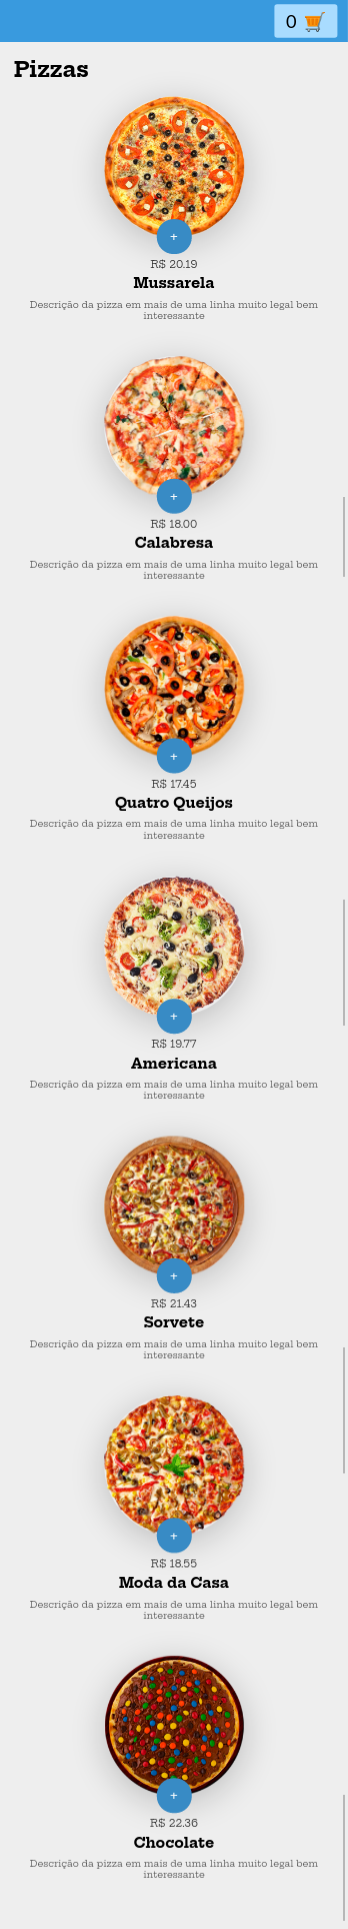 0
Pizzas
+
R$ 20.19
Mussarela
Descrição da pizza em mais de uma linha muito legal bem
interessante
+
R$ 18.00
Calabresa
Descrição da pizza em mais de uma linha muito legal bem
interessante
+
R$ 17.45
Quatro Queijos
Descrição da pizza em mais de uma linha muito legal bem
interessante
+
R$ 19.77
Americana
Descrição da pizza em mais de uma linha muito legal bem
interessante
+
R$ 21.43
Sorvete
Descrição da pizza em mais de uma linha muito legal bem
interessante
+
R$ 18.55
Moda da Casa
Descrição da pizza em mais de uma linha muito legal bem
interessante
+
R$ 22.36
Chocolate
Descrição da pizza em mais de uma linha muito legal bem
interessante